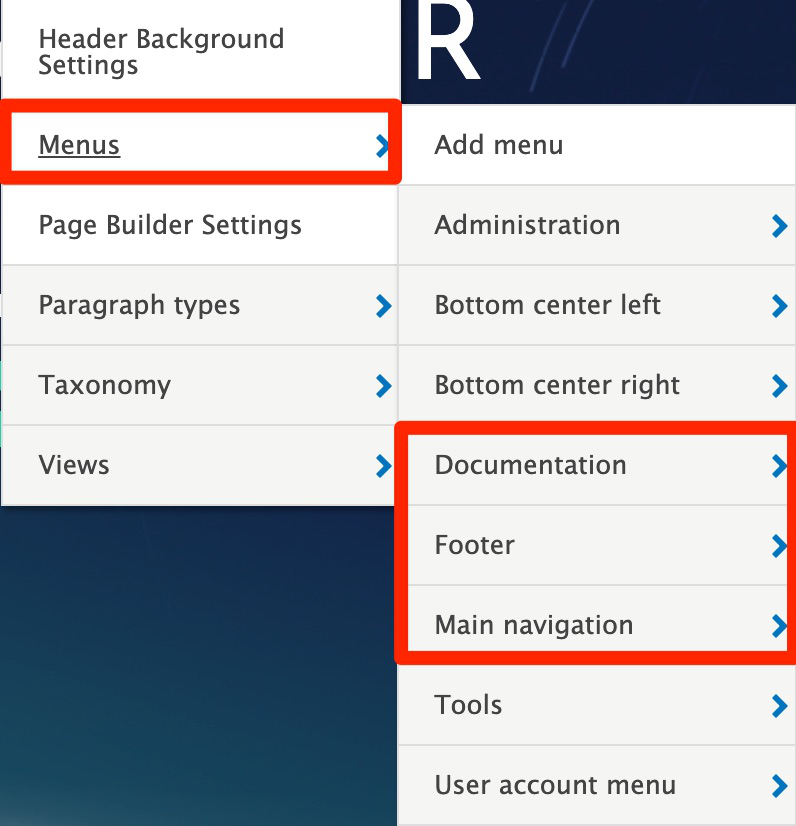 R
Header Background
Settings
Menus
Page Builder Settings
Paragraph types
Taxonomy
Views
Add menu
Administration
Bottom center left
Bottom center right
Documentation
Footer
Main navigation
Tools
User account menu